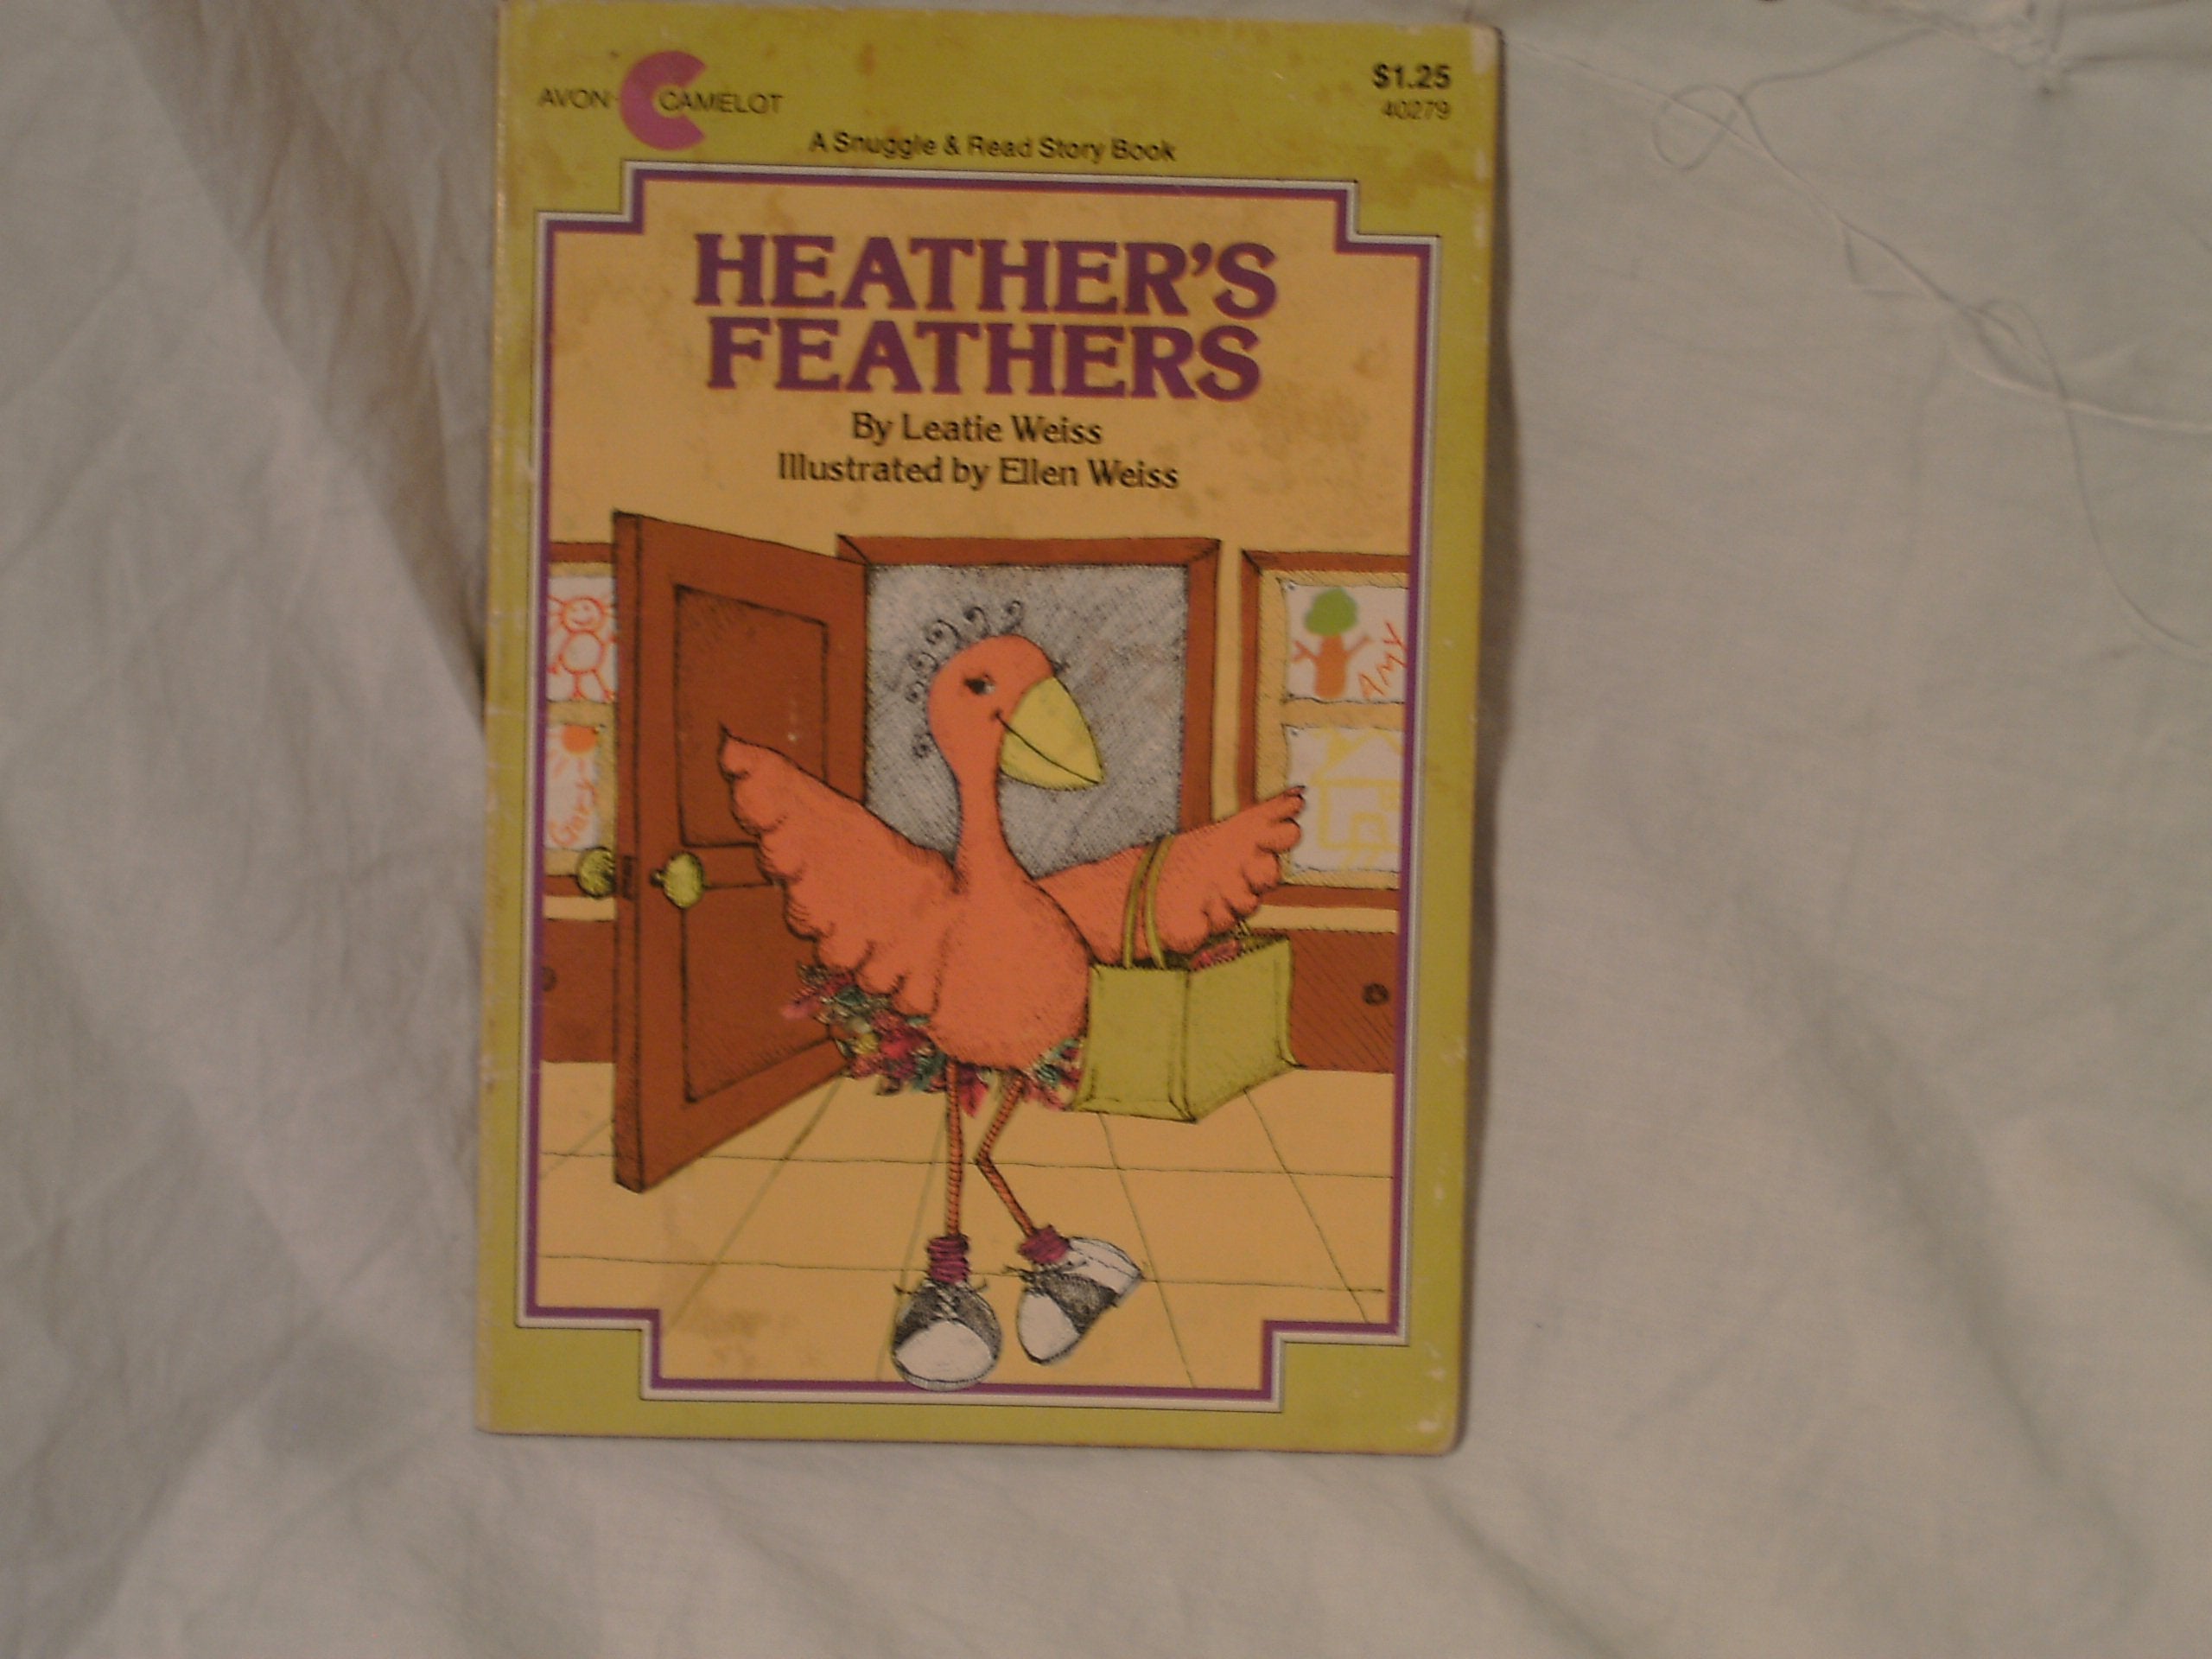 AVON CAMELOT
$1.25
40279
A Snuggle & Read Story Book
HEATHER'S
FEATHERS
By Leatie Weiss
Illustrated by Ellen Weiss
Amy